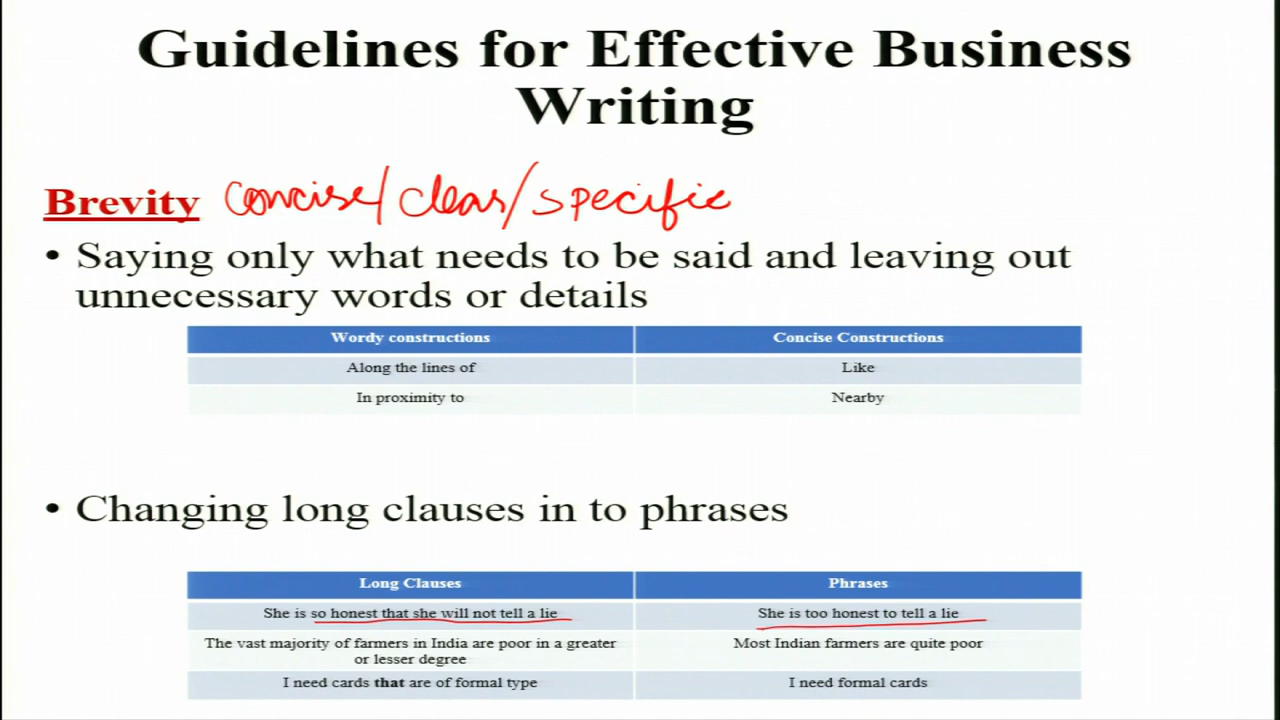 Guidelines for Effective Business
Writing
Brevity concise/clear/specific
• Saying only what needs to be said and leaving out
unnecessary words or details
Wordy constructions Concise Constructions
Along the lines of Like
In proximity to Nearby
• Changing long clauses in to phrases
Long Clauses Phrases
She is so honest that she will not tell a lie She is too honest to tell a lie
The vast majority of farmers in India are poor in a greater Most Indian farmers are quite poor
or lesser degree
I need cards that are of formal type I need formal cards